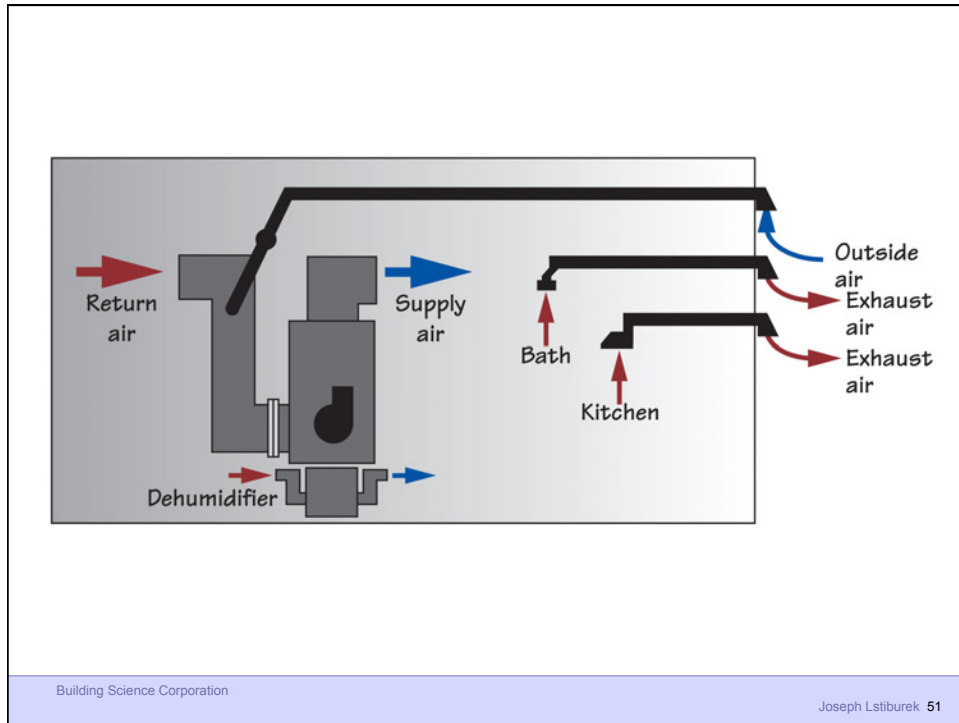 Return
air
Supply
air
Bath
Kitchen
Outside
air
Exhaust
air
Exhaust
air
Dehumidifier
Building Science Corporation
Joseph Lstiburek 51